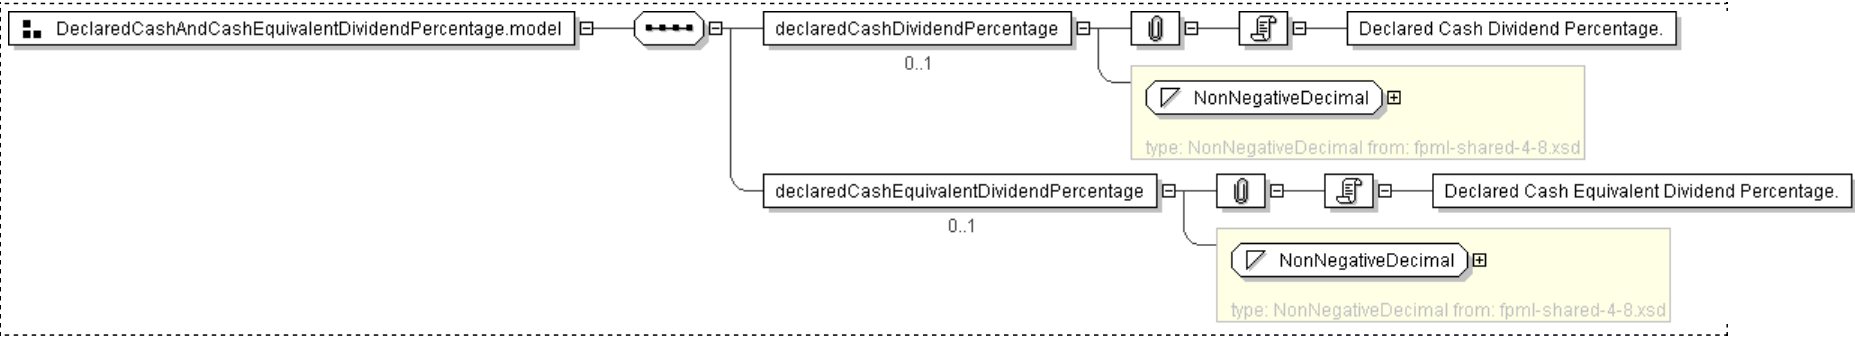 DeclaredCashAndCashEquivalentDividendPercentage.model
declaredCashDividendPercentage
Declared Cash Dividend Percentage.
0..1
NonNegativeDecimal
type: NonNegativeDecimal from: fpml-shared-4-8.xsd
declaredCashEquivalentDividendPercentage
Declared Cash Equivalent Dividend Percentage.
0..1
NonNegativeDecimal
type: NonNegativeDecimal from: fpml-shared-4-8.xsd